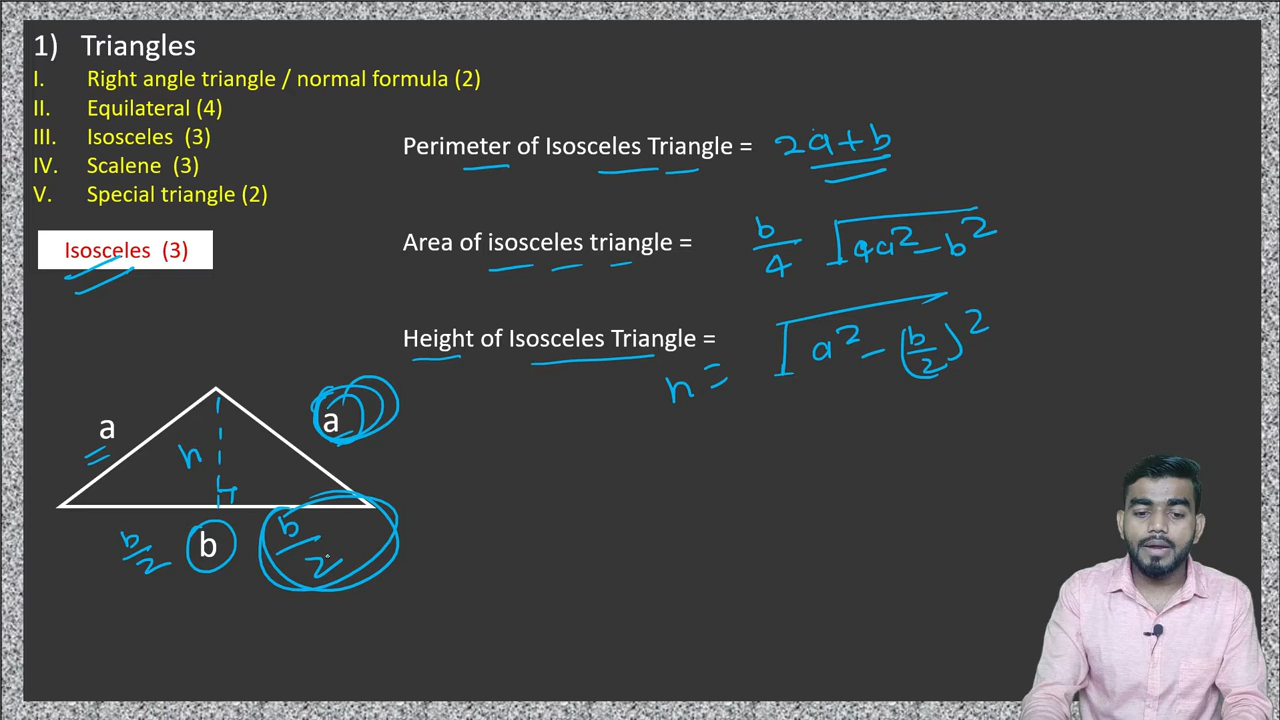 1) Triangles
I. Right angle triangle / normal formula (2)
II. Equilateral (4)
III. Isosceles (3)
IV. Scalene (3)
V. Special triangle (2)
Isosceles (3)
Perimeter of Isosceles Triangle = 2a+b
Area of isosceles triangle = b/4 √4a²-b²
Height of Isosceles Triangle = √a²-(b/2)²
h =
a
a
h
b/2
b
b/2